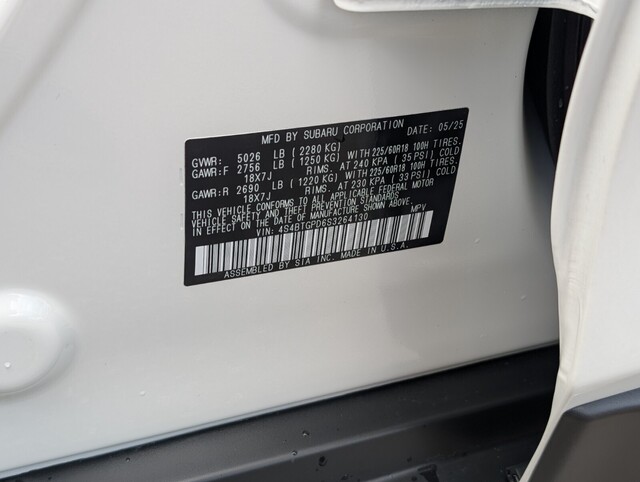 MFD BY SUBARU CORPORATION DATE: 05/25
GVWR: 5026 LB (2280 KG)
GAWR:F 2756 LB (1250 KG) WITH 225/60R18 100H TIRES.
18X7J RIMS. AT 240 KPA (35 PSI) COLD
GAWR:R 2690 LB (1220 KG) WITH 225/60R18 100H TIRES.
18X7J RIMS. AT 230 KPA (33 PSI) COLD
THIS VEHICLE CONFORMS TO ALL APPLICABLE FEDERAL MOTOR
VEHICLE SAFETY AND THEFT PREVENTION STANDARDS
IN EFFECT ON THE DATE OF MANUFACTURE SHOWN ABOVE.
VIN: 4S4BTGPD6S3264130 MPV
ASSEMBLED BY SIA INC. MADE IN U.S.A.